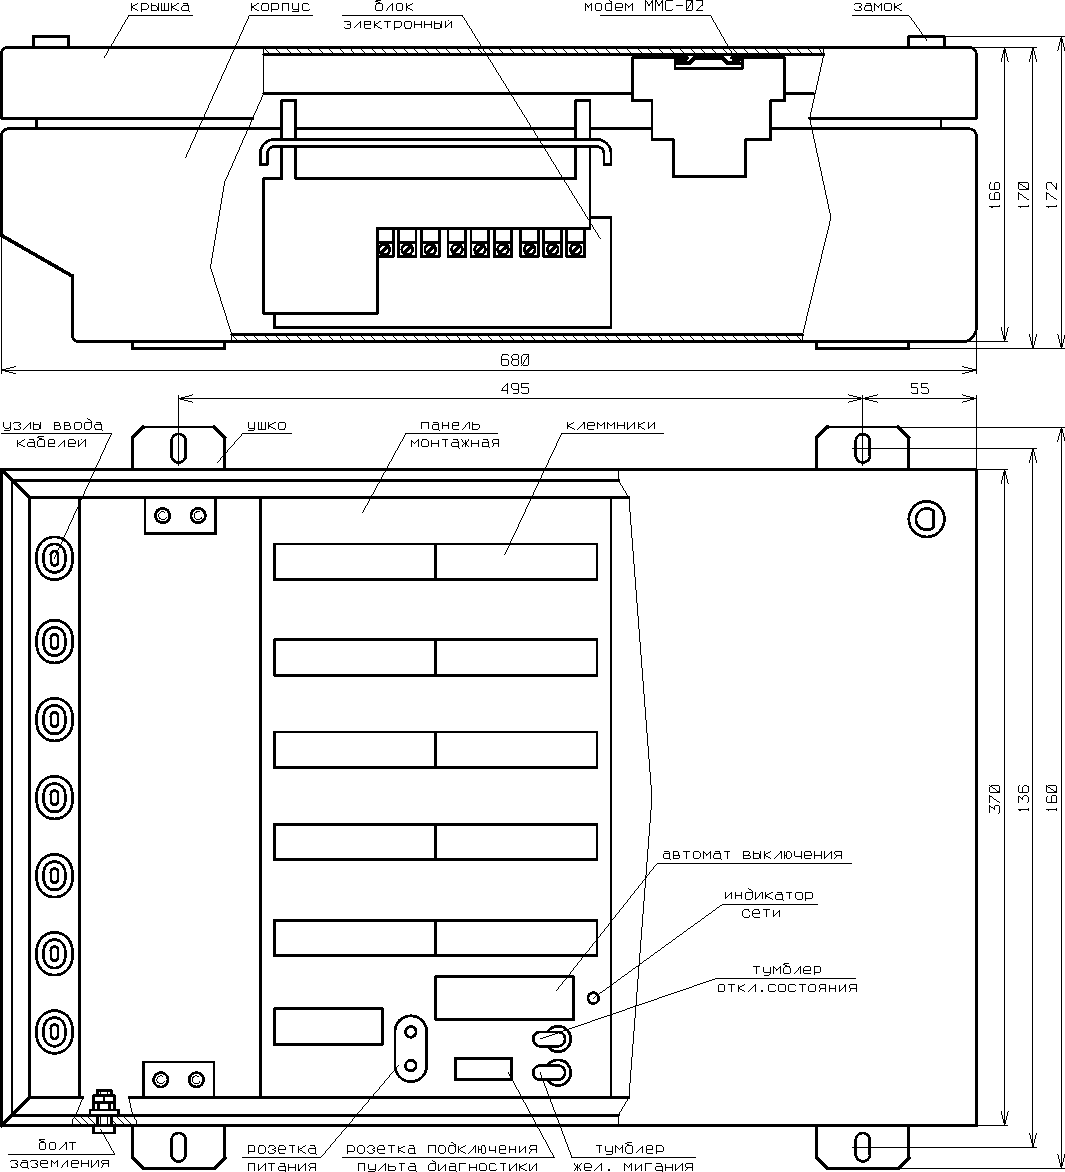 крышка
корпус
блок
электронный
модем ММС-02
замок
166
170
172
680
495
55
узлы ввода
кабелей
ушко
панель
монтажная
клеммники
370
136
160
автомат выключения
индикатор
сети
тумблер
откл.состояния
болт
заземления
розетка
питания
розетка подключения
пульта диагностики
тумблер
жел. мигания